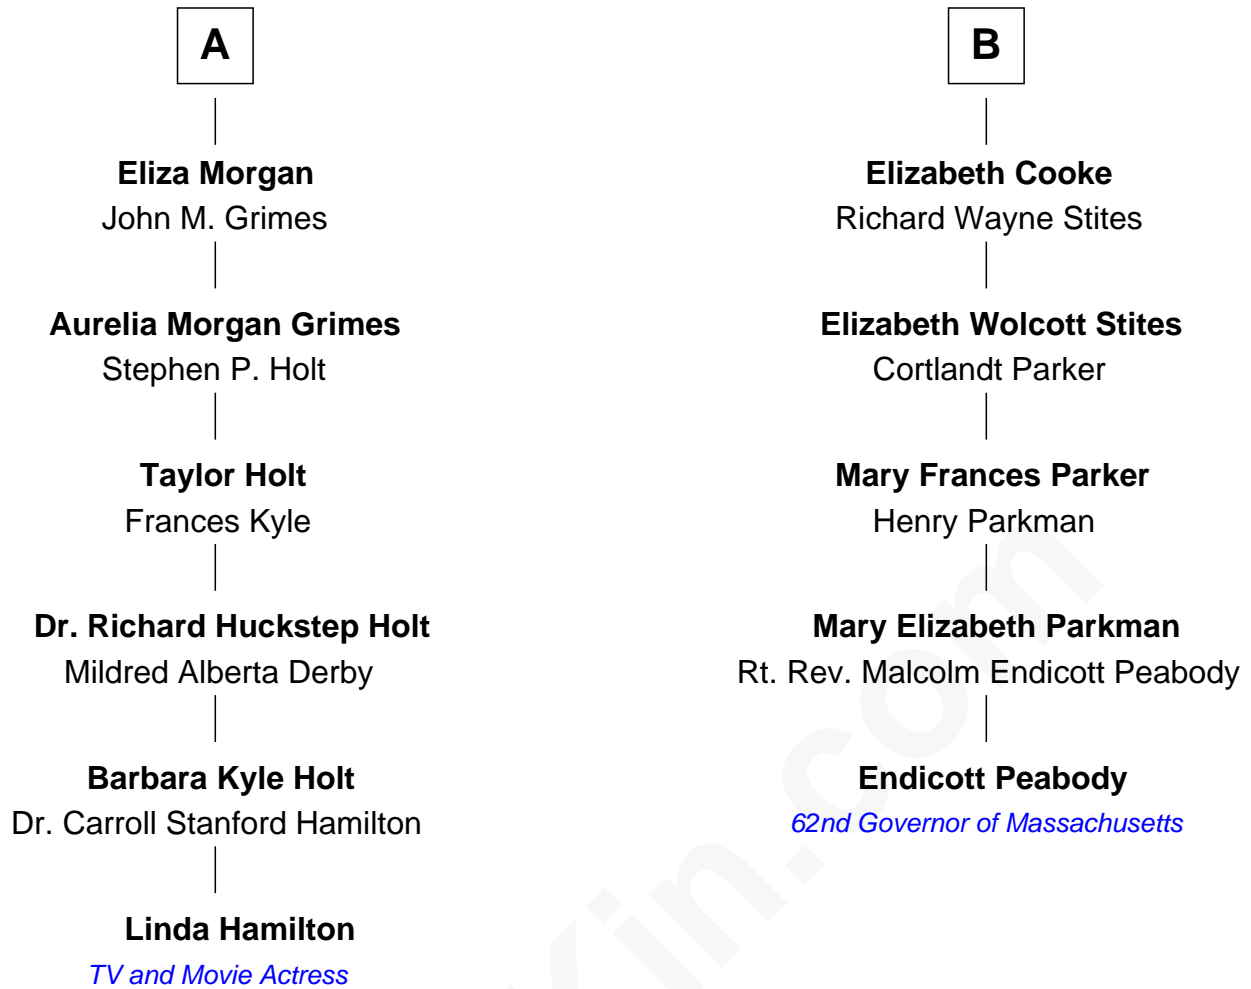 A
Eliza Morgan
John M. Grimes
Aurelia Morgan Grimes
Stephen P. Holt
Taylor Holt
Frances Kyle
Dr. Richard Huckstep Holt
Mildred Alberta Derby
Barbara Kyle Holt
Dr. Carroll Stanford Hamilton
Linda Hamilton
TV and Movie Actress
B
Elizabeth Cooke
Richard Wayne Stites
Elizabeth Wolcott Stites
Cortlandt Parker
Mary Frances Parker
Henry Parkman
Mary Elizabeth Parkman
Rt. Rev. Malcolm Endicott Peabody
Endicott Peabody
62nd Governor of Massachusetts
Kin.com